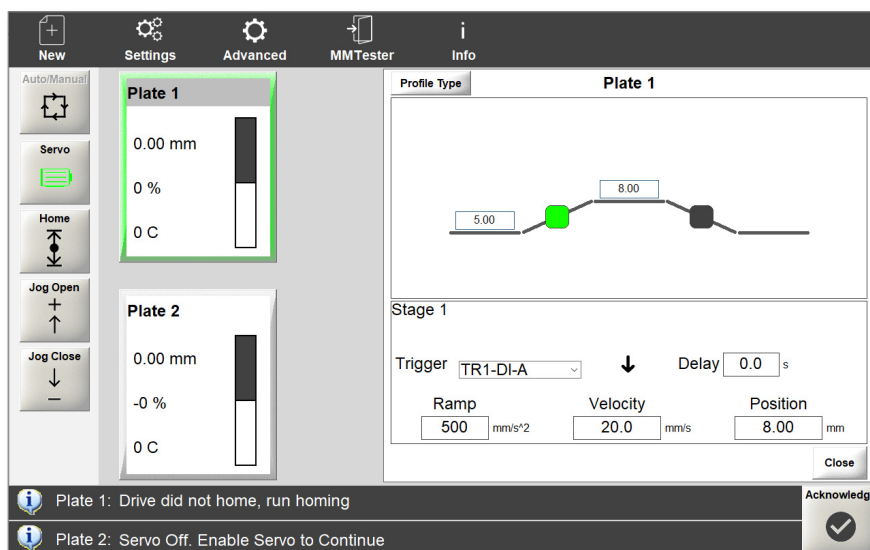 New Settings Advanced MMTester Info
Auto/Manual
Servo
Home
Jog Open
Jog Close
Plate 1
0.00 mm
0 %
0 C
Plate 2
0.00 mm
-0 %
0 C
Profile Type Plate 1
8.00
5.00
Stage 1
Trigger TR1-DI-A Delay 0.0 s
Ramp Velocity Position
500 mm/s^2 20.0 mm/s 8.00 mm
Close
Plate 1: Drive did not home, run homing
Plate 2: Servo Off. Enable Servo to Continue
Acknowledg